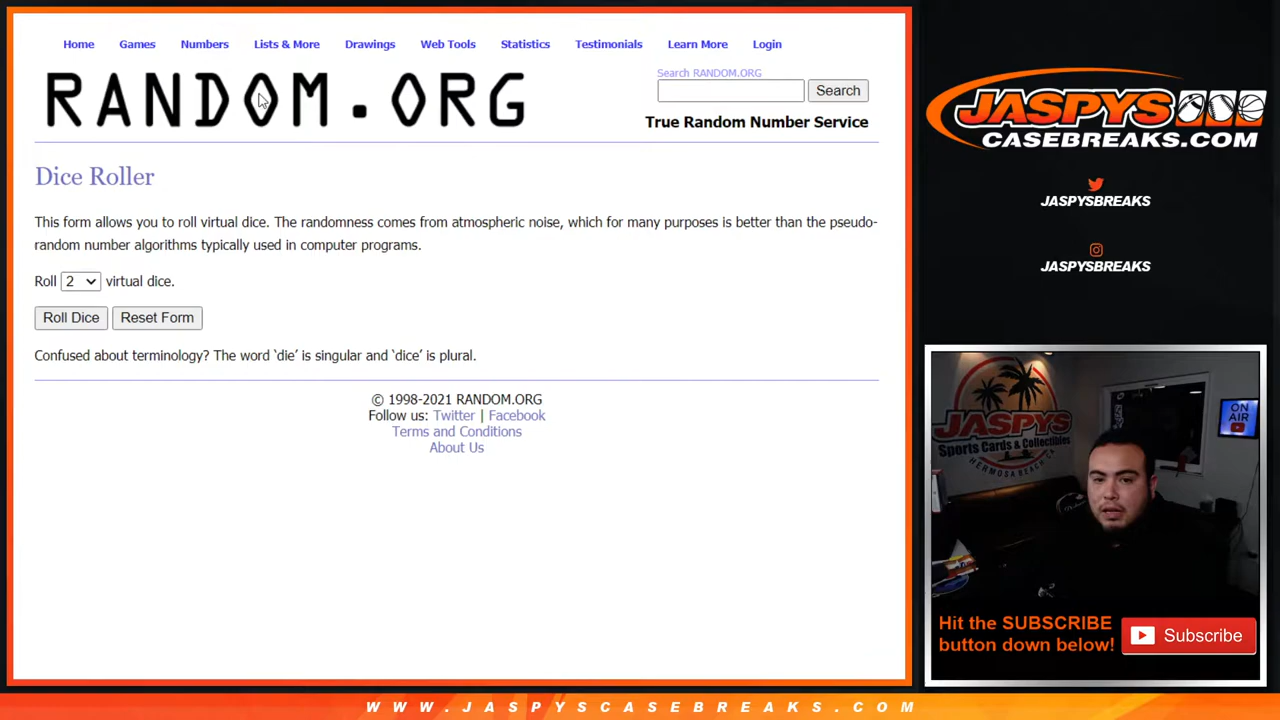 Home Games Numbers Lists & More Drawings Web Tools Statistics Testimonials Learn More Login
RANDOM.ORG
Search RANDOM.ORG
Search
True Random Number Service
Dice Roller
This form allows you to roll virtual dice. The randomness comes from atmospheric noise, which for many purposes is better than the pseudo-
random number algorithms typically used in computer programs.
Roll 2 virtual dice.
Roll Dice Reset Form
Confused about terminology? The word ‘die’ is singular and ‘dice’ is plural.
© 1998-2021 RANDOM.ORG
Follow us: Twitter | Facebook
Terms and Conditions
About Us
JASPYS
CASEBREAKS.COM
JASPYSBREAKS
JASPYSBREAKS
JASPYS
Sports Cards & Collectibles
HERMOSA BEACH CA
ON
AIR
Hit the SUBSCRIBE
button down below!
Subscribe
WWW.JASPYSCASEBREAKS.COM